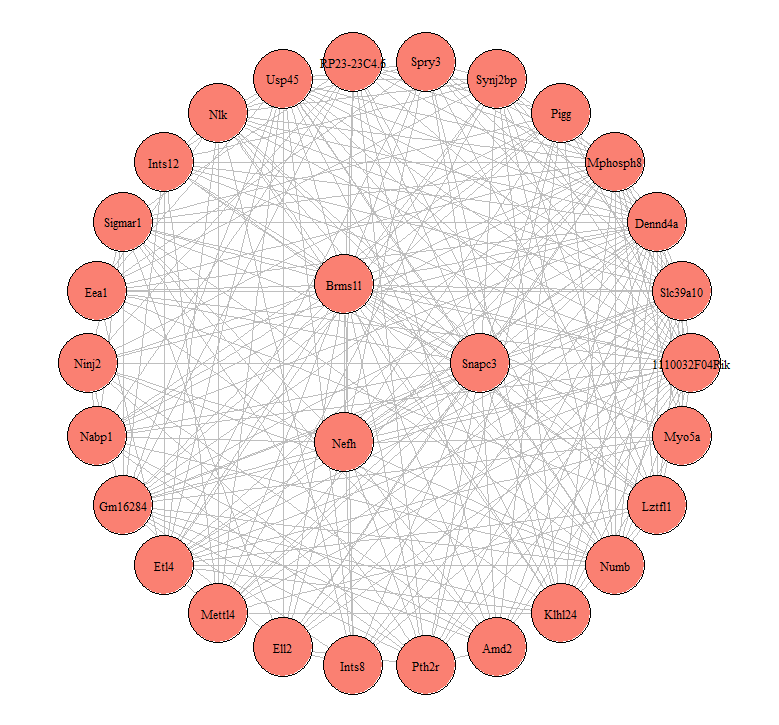 RP23-23C4.6
Spry3
Usp45
Synj2bp
Nlk
Pigg
Ints12
Mphosph8
Sigmar1
Dennd4a
Brms1l
Eea1
Slc39a10
Ninj2
Snapc3
1110032F04Rik
Nabp1
Nefh
Myo5a
Gm16284
Lztfl1
Etl4
Numb
Mettl4
Klhl24
Ell2
Amd2
Ints8
Pth2r